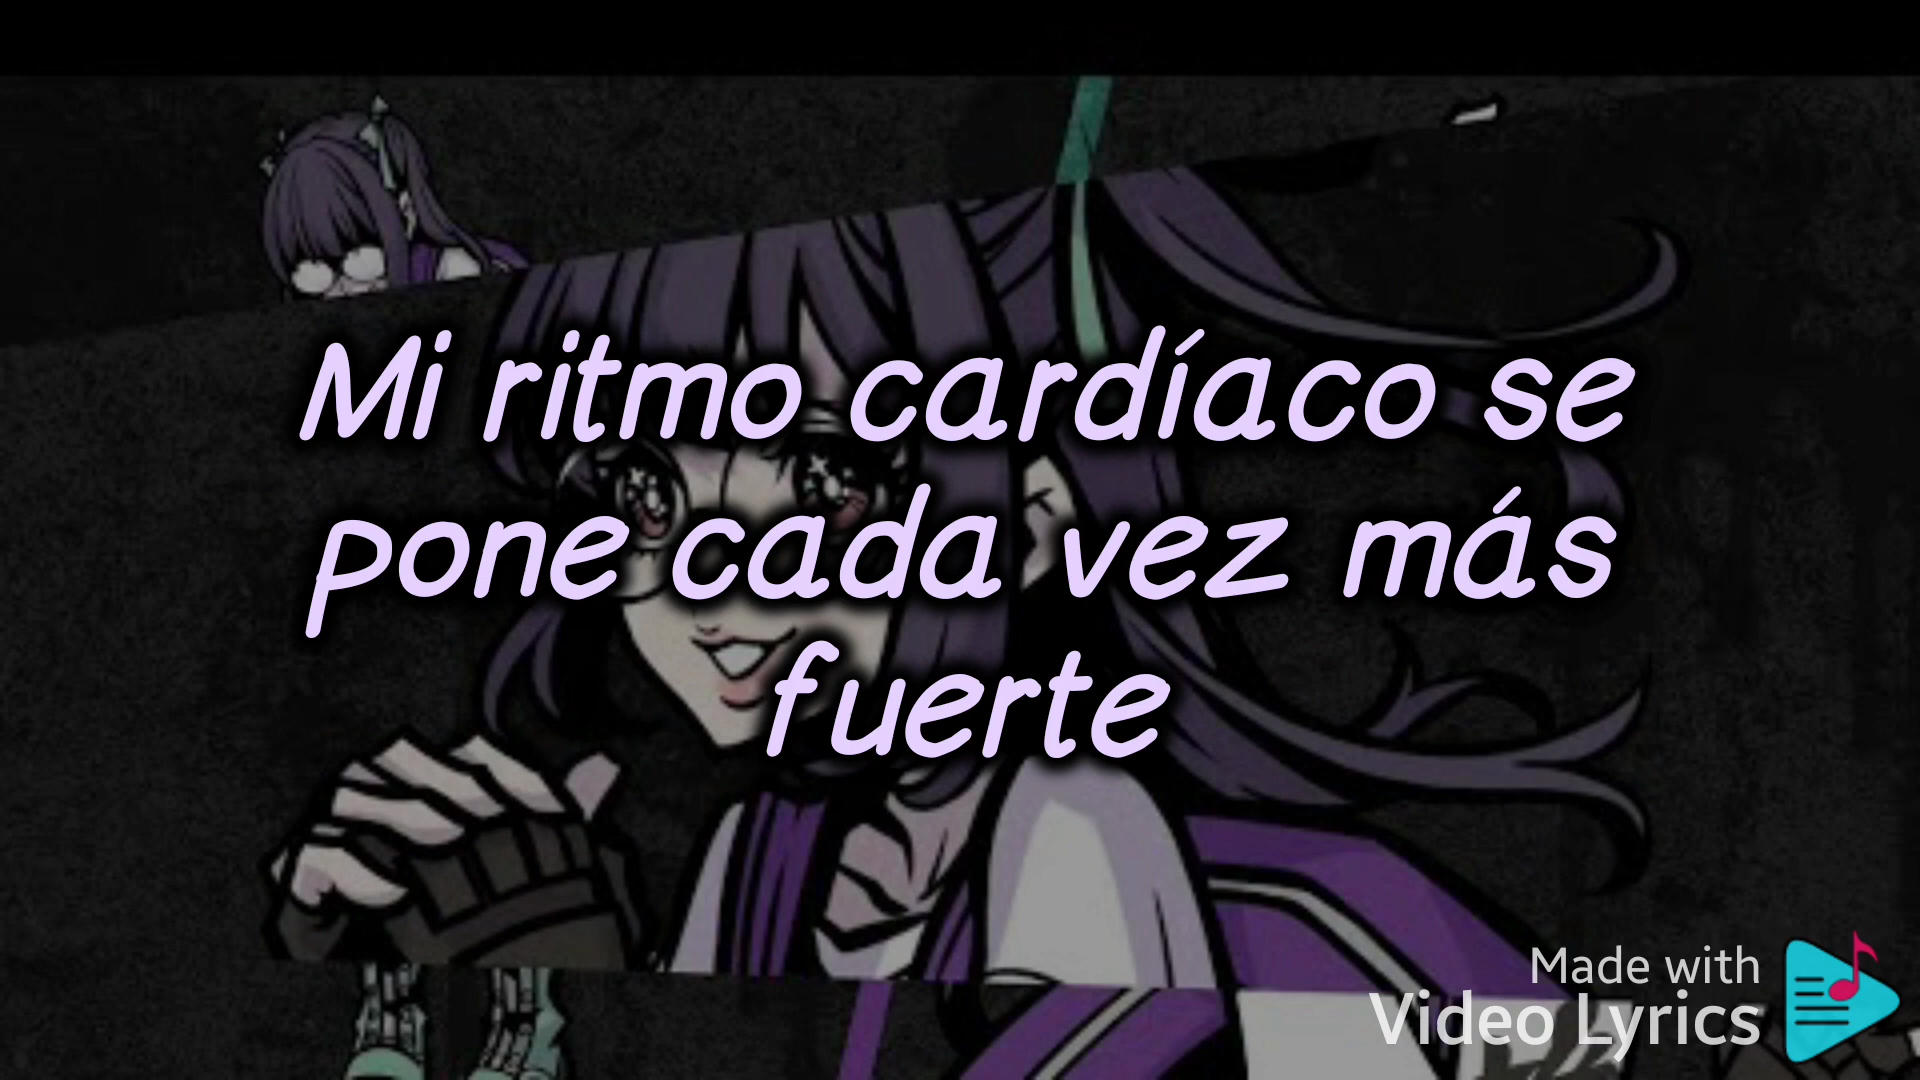 Mi ritmo cardíaco se
pone cada vez más
fuerte
Made with
Video Lyrics